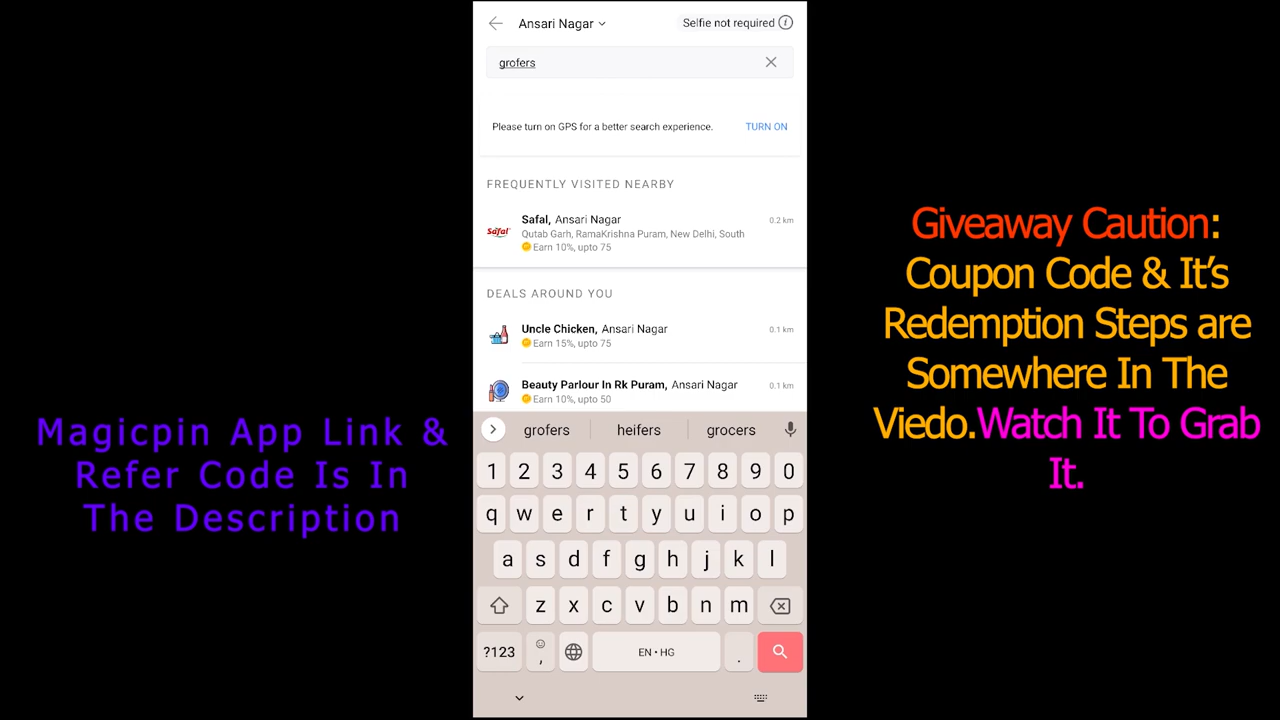 Ansari Nagar
Selfie not required
grofers
Please turn on GPS for a better search experience. TURN ON
FREQUENTLY VISITED NEARBY
Safal
Safal, Ansari Nagar 0.2 km
Qutab Garh, RamaKrishna Puram, New Delhi, South
Earn 10%, upto 75
DEALS AROUND YOU
Uncle Chicken, Ansari Nagar 0.1 km
Earn 15%, upto 75
Beauty Parlour In Rk Puram, Ansari Nagar 0.1 km
Earn 10%, upto 50
grofers heifers grocers
1 2 3 4 5 6 7 8 9 0
q w e r t y u i o p
a s d f g h j k l
z x c v b n m
?123 , EN • HG .
Magicpin App Link &
Refer Code Is In
The Description
Giveaway Caution:
Coupon Code & It’s
Redemption Steps are
Somewhere In The
Viedo.Watch It To Grab
It.